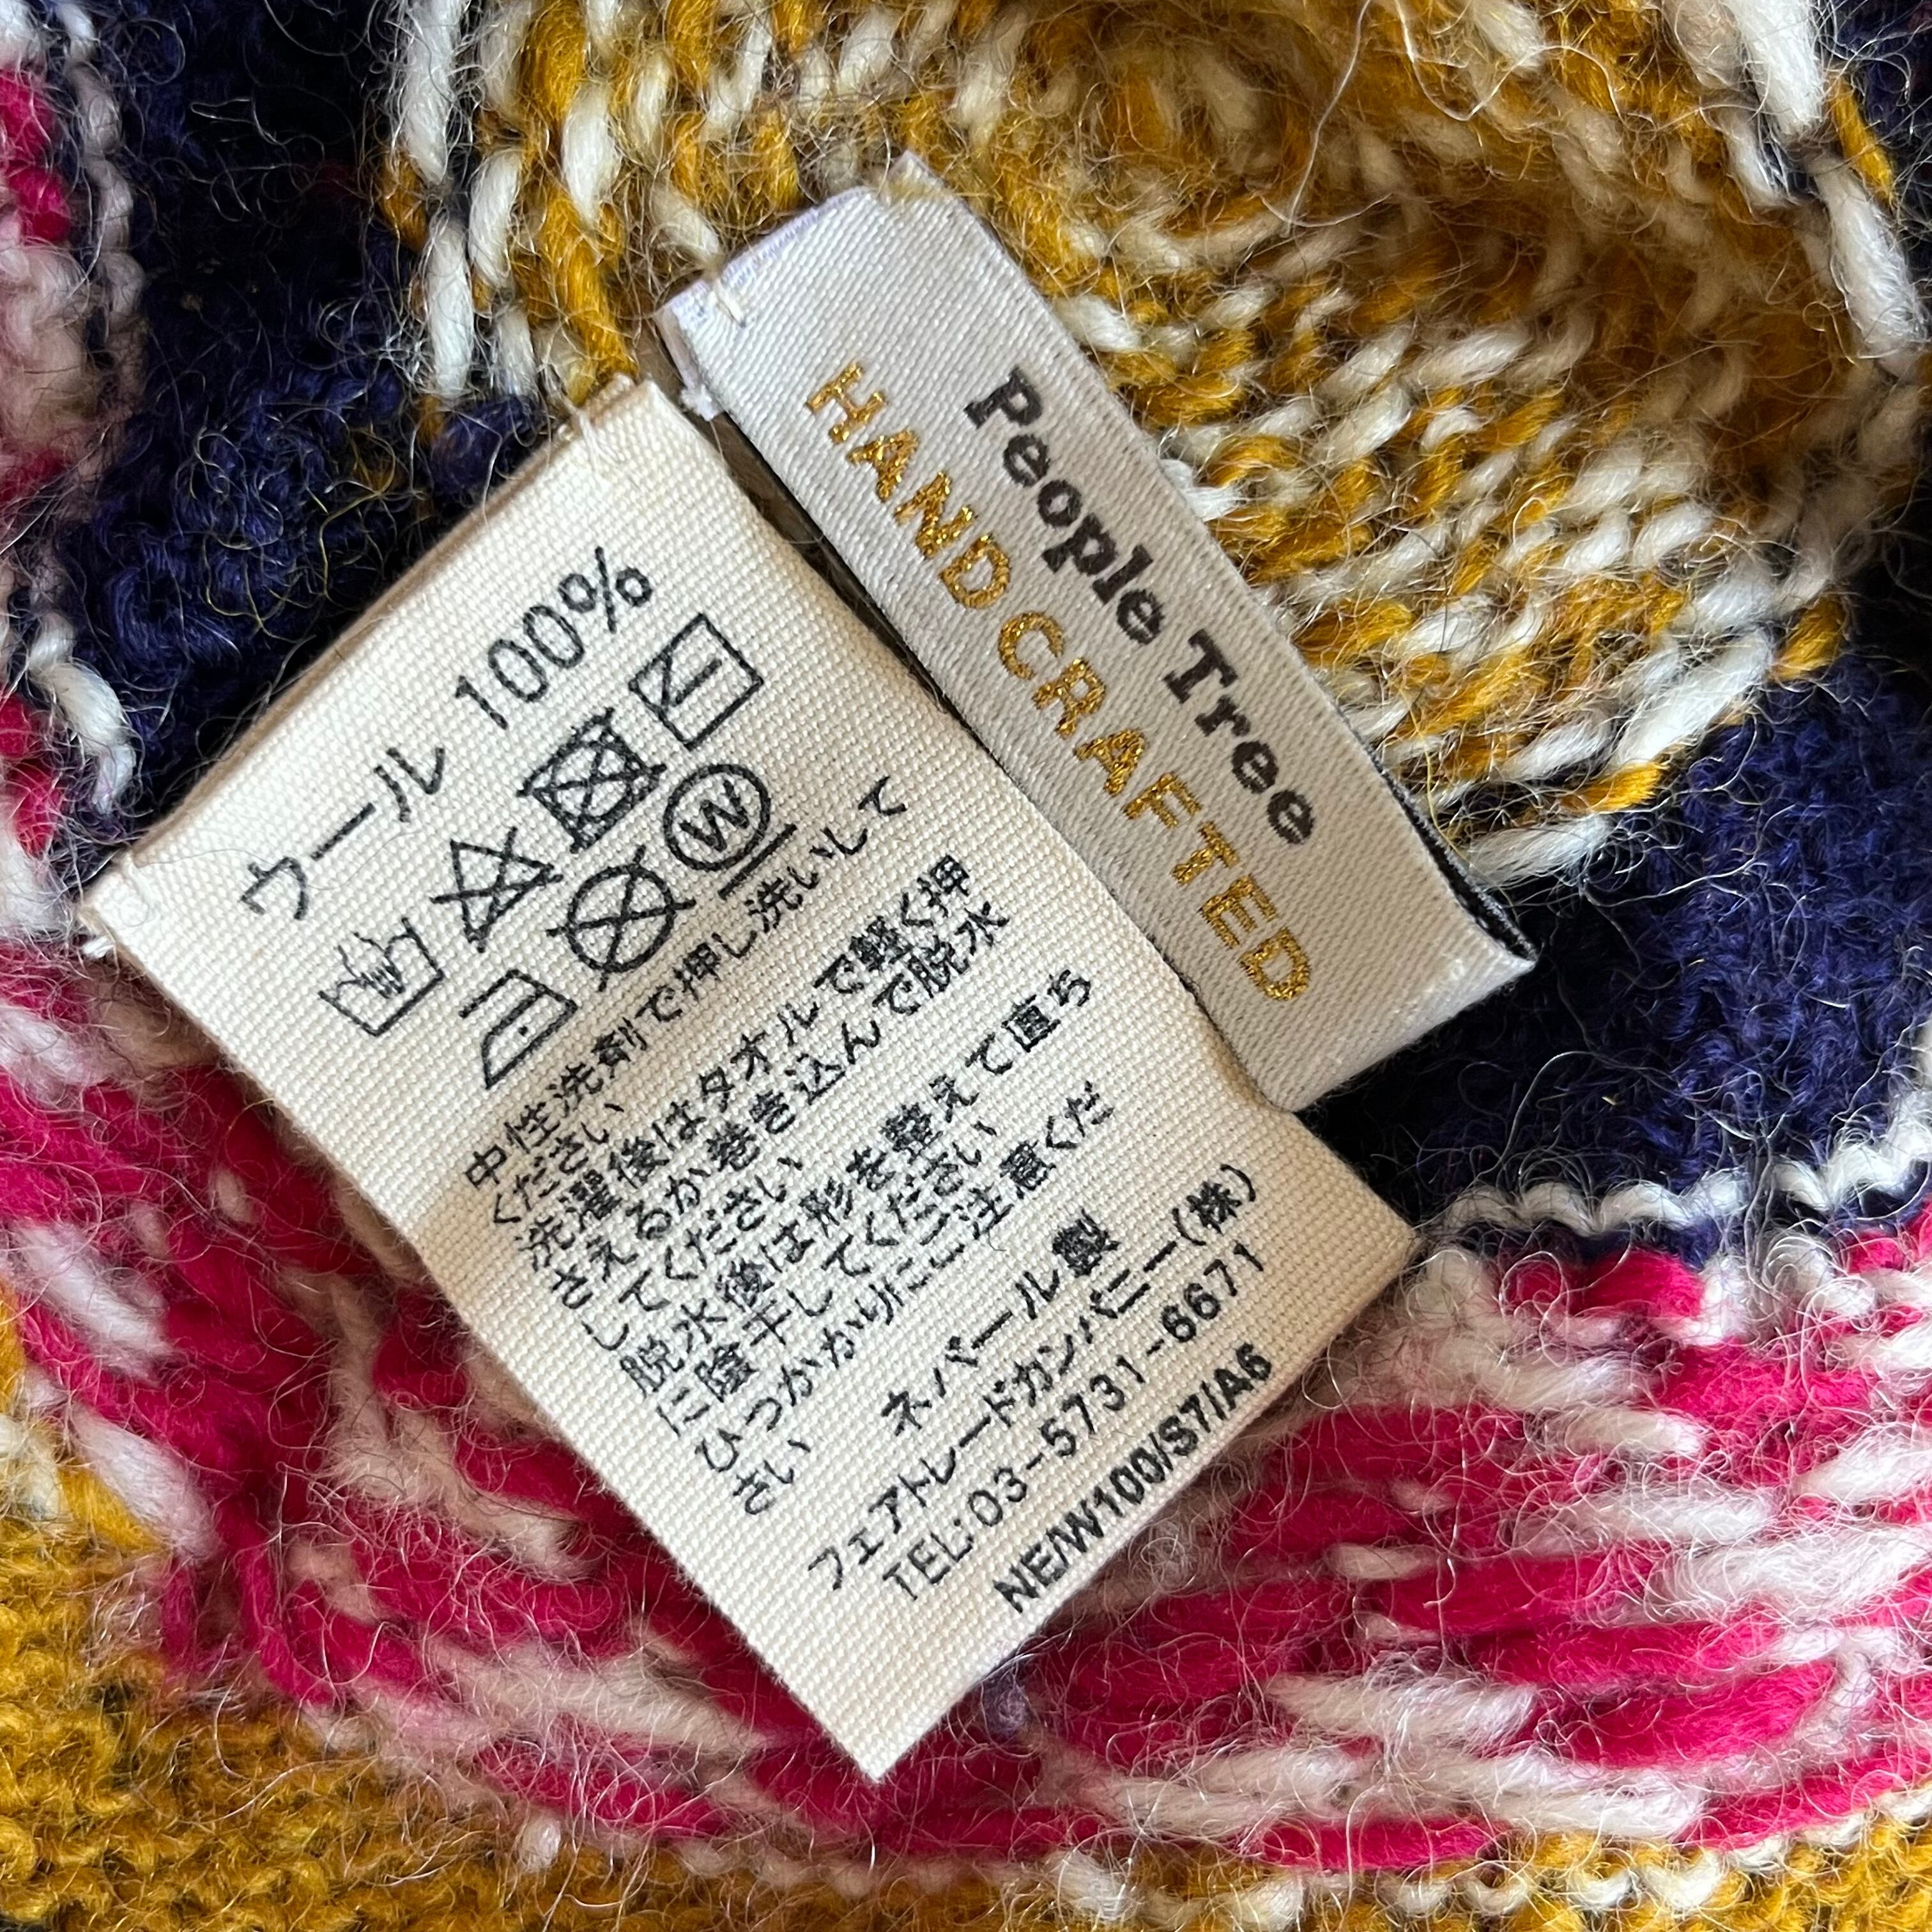 People Tree
HAND CRAFTED
ウール 100%
W
中性洗剤で押し洗いして
ください
洗濯後はタオルで軽く押
さえるか巻き込んで脱水
してください
脱水後は形を整えて直ち
に陰干してください
ひっかかりにご注意くだ
さい
ネパール製
フェアトレードカンパニー(株)
TEL:03-5731-6671
NE/W100/S7/A6